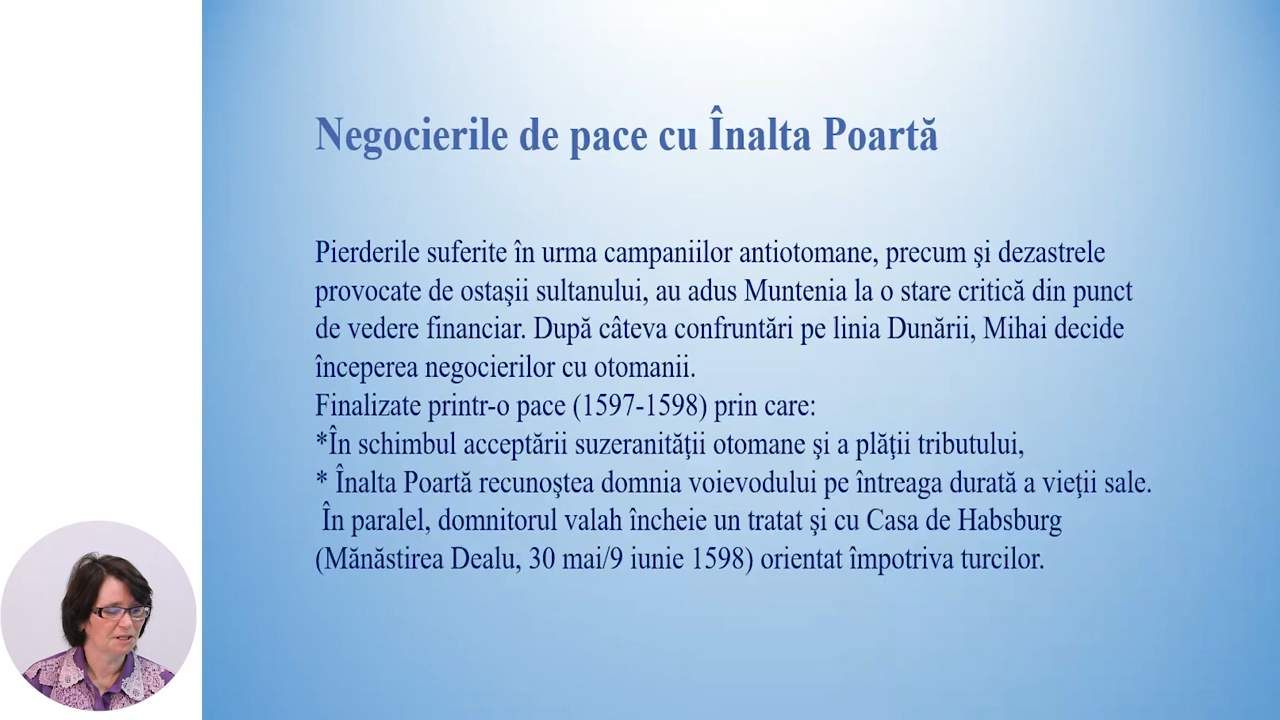 Negocierile de pace cu Înalta Poartă
Pierderile suferite în urma campaniilor antiotomane, precum şi dezastrele
provocate de ostaşii sultanului, au adus Muntenia la o stare critică din punct
de vedere financiar. După câteva confruntări pe linia Dunării, Mihai decide
începerea negocierilor cu otomanii.
Finalizate printr-o pace (1597-1598) prin care:
*În schimbul acceptării suzeranităţii otomane şi a plăţii tributului,
* Înalta Poartă recunoştea domnia voievodului pe întreaga durată a vieţii sale.
În paralel, domnitorul valah încheie un tratat şi cu Casa de Habsburg
(Mănăstirea Dealu, 30 mai/9 iunie 1598) orientat împotriva turcilor.